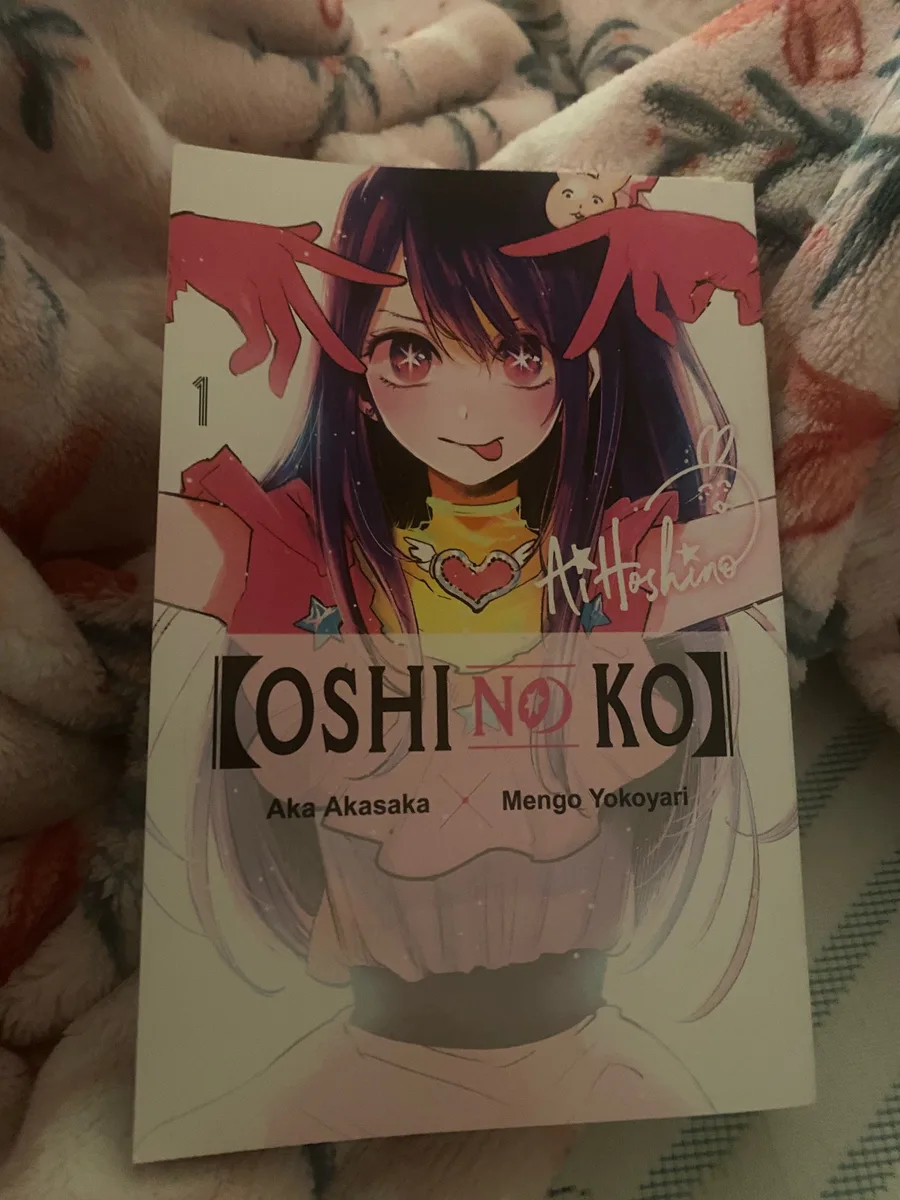 1
Ai Hoshino
【OSHI NO KO】
Aka Akasaka × Mengo Yokoyari